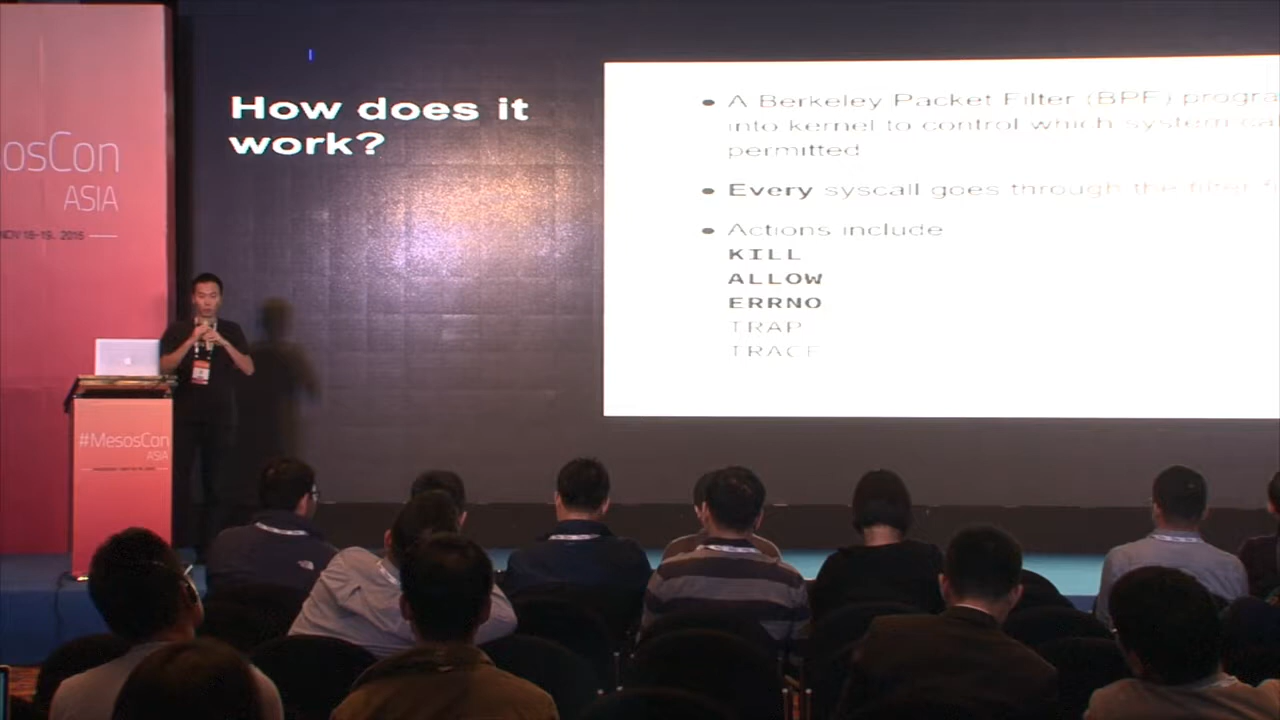 osCon
ASIA
NOV 18-19, 2016
How does it
work?
● A Berkeley Packet Filter (BPF) progra
into kernel to control which system ca
permitted
● Every syscall goes through the filter f
● Actions include
KILL
ALLOW
ERRNO
TRAP
TRACE
#MesosCon
ASIA